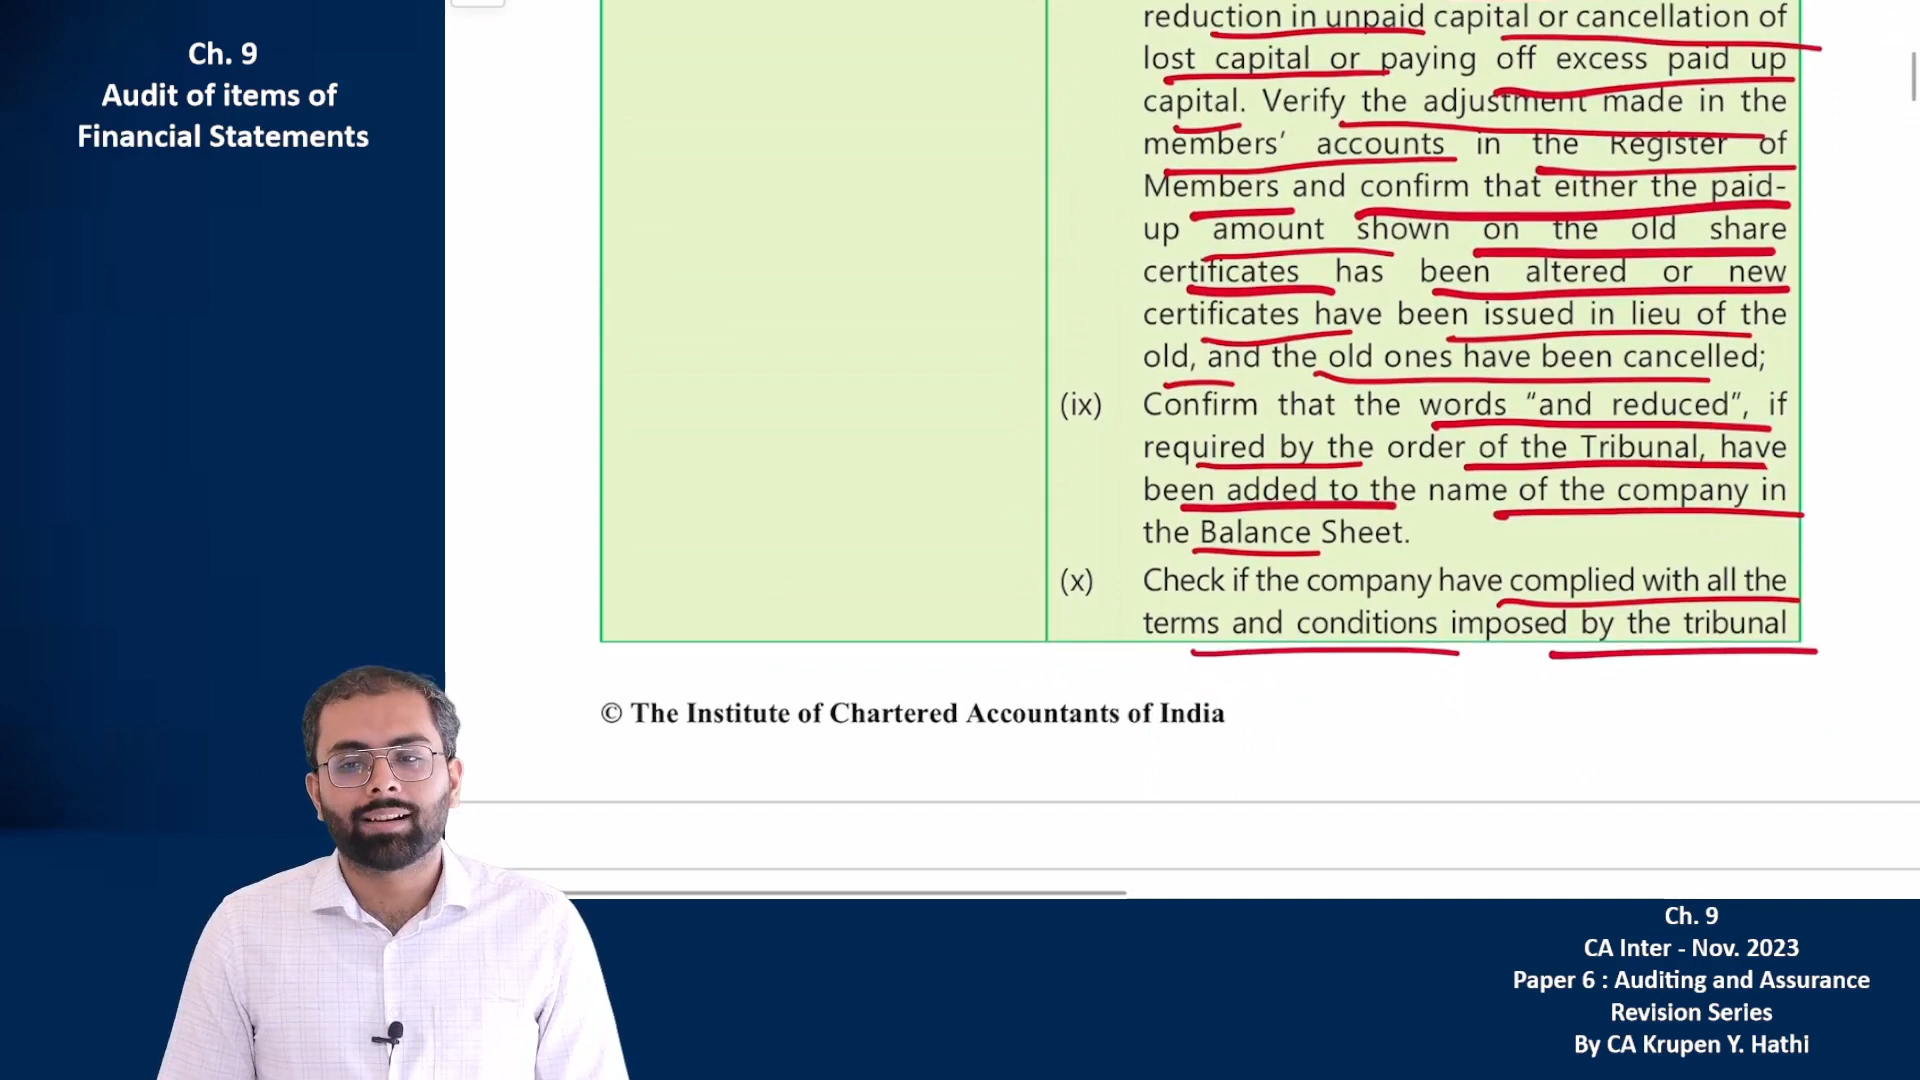 Ch. 9
Audit of items of
Financial Statements
reduction in unpaid capital or cancellation of
lost capital or paying off excess paid up
capital. Verify the adjustment made in the
members’ accounts in the Register of
Members and confirm that either the paid-
up amount shown on the old share
certificates has been altered or new
certificates have been issued in lieu of the
old, and the old ones have been cancelled;
(ix) Confirm that the words “and reduced”, if
required by the order of the Tribunal, have
been added to the name of the company in
the Balance Sheet.
(x) Check if the company have complied with all the
terms and conditions imposed by the tribunal
© The Institute of Chartered Accountants of India
Ch. 9
CA Inter - Nov. 2023
Paper 6 : Auditing and Assurance
Revision Series
By CA Krupen Y. Hathi